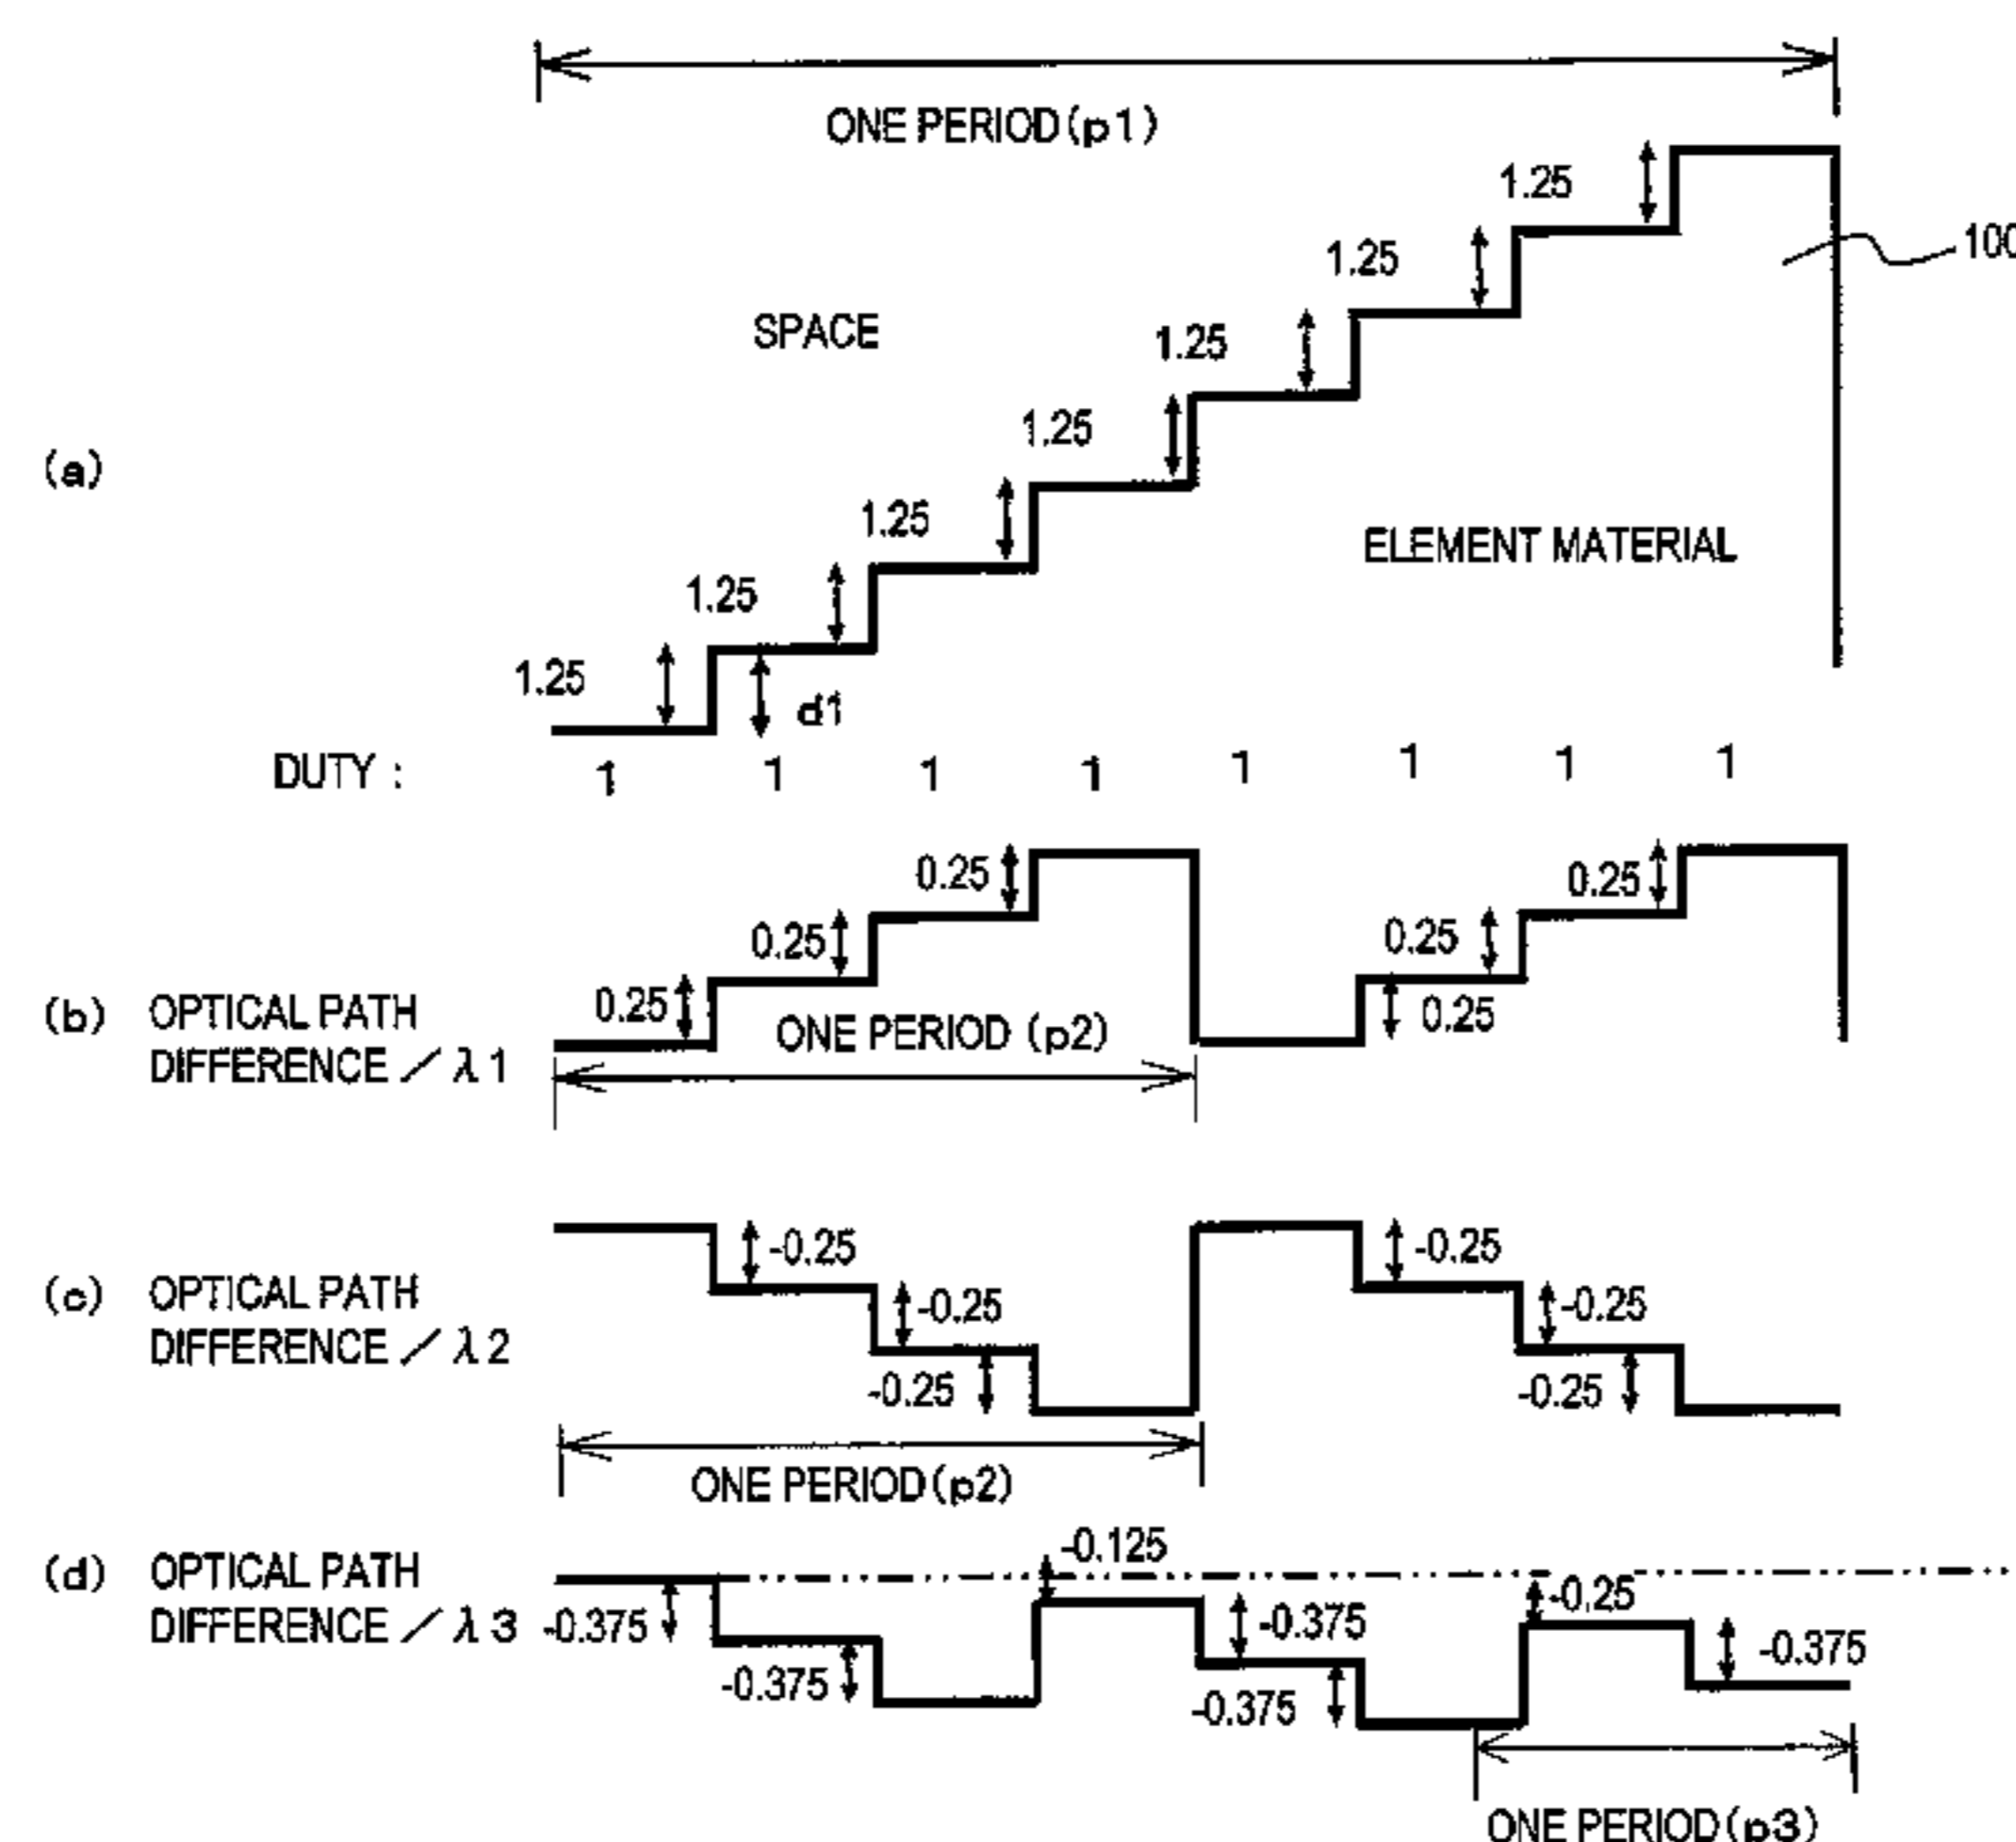 ONE PERIOD(p1)
1.25
100
1.25
1.25
SPACE
1.25
1.25
(a)
1.25
ELEMENT MATERIAL
1.25
1.25
d1
DUTY : 1 1 1 1 1 1 1 1
0.25
0.25
0.25
0.25
0.25
0.25
(b) OPTICAL PATH
DIFFERENCE / λ1
ONE PERIOD (p2)
-0.25
-0.25
-0.25
-0.25
-0.25
-0.25
(c) OPTICAL PATH
DIFFERENCE / λ2
ONE PERIOD(p2)
-0.125
(d) OPTICAL PATH
DIFFERENCE / λ3
-0.25
-0.375
-0.375
-0.375
-0.375
-0.375
ONE PERIOD(p3)